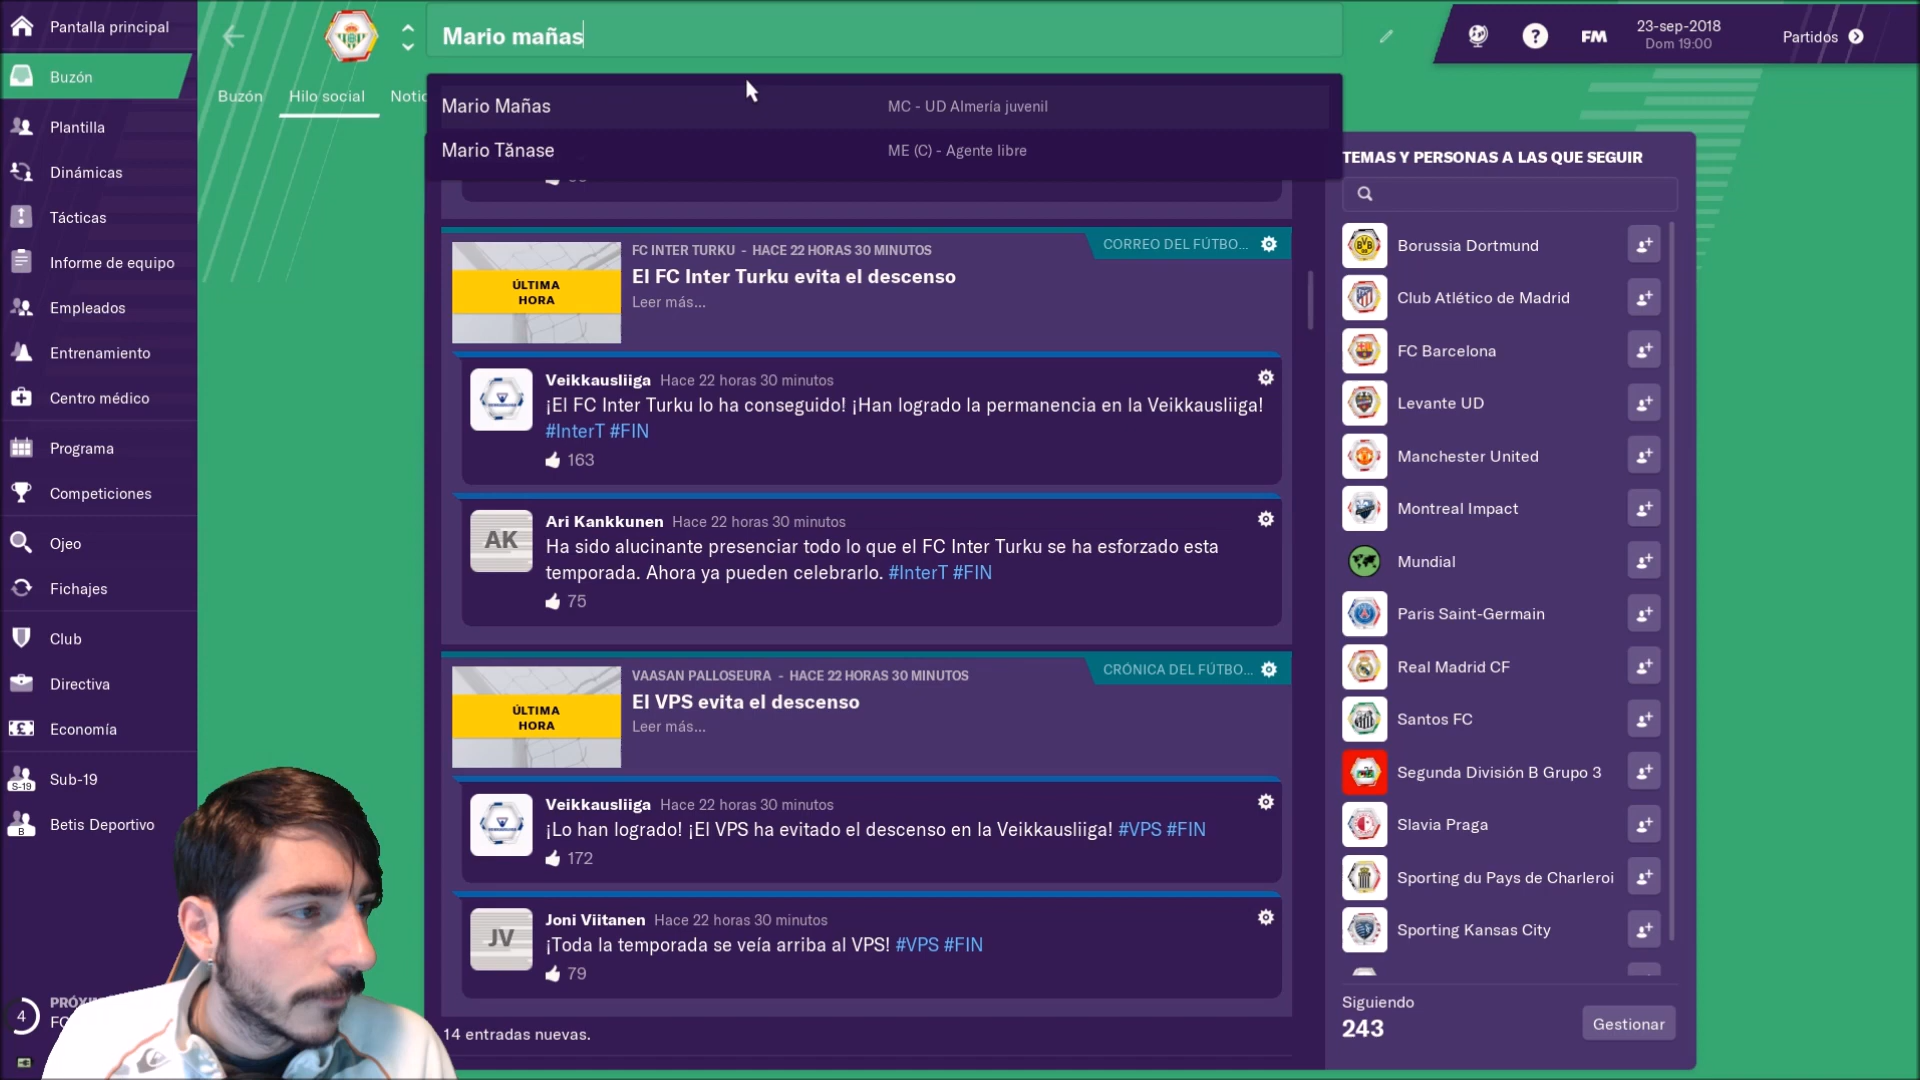 Pantalla principal
Buzón
Plantilla
Dinámicas
Tácticas
Informe de equipo
Empleados
Entrenamiento
Centro médico
Programa
Competiciones
Ojeo
Fichajes
Club
Directiva
Economía
S-19
Sub-19
B
Betis Deportivo
4
Mario mañas
FM
23-sep-2018
Dom 19:00
Partidos
Buzón
Hilo social
Mario Mañas
MC - UD Almería juvenil
Mario Tănase
ME (C) - Agente libre
ÚLTIMA
HORA
FC INTER TURKU - HACE 22 HORAS 30 MINUTOS
CORREO DEL FÚTBO...
El FC Inter Turku evita el descenso
Leer más...
Veikkausliiga Hace 22 horas 30 minutos
¡El FC Inter Turku lo ha conseguido! ¡Han logrado la permanencia en la Veikkausliiga!
#InterT #FIN
163
AK
Ari Kankkunen Hace 22 horas 30 minutos
Ha sido alucinante presenciar todo lo que el FC Inter Turku se ha esforzado esta
temporada. Ahora ya pueden celebrarlo. #InterT #FIN
75
ÚLTIMA
HORA
VAASAN PALLOSEURA - HACE 22 HORAS 30 MINUTOS
CRÓNICA DEL FÚTBO...
El VPS evita el descenso
Leer más...
Veikkausliiga Hace 22 horas 30 minutos
¡Lo han logrado! ¡El VPS ha evitado el descenso en la Veikkausliiga! #VPS #FIN
172
JV
Joni Viitanen Hace 22 horas 30 minutos
¡Toda la temporada se veía arriba al VPS! #VPS #FIN
79
14 entradas nuevas.
TEMAS Y PERSONAS A LAS QUE SEGUIR
Borussia Dortmund
Club Atlético de Madrid
FC Barcelona
Levante UD
Manchester United
Montreal Impact
Mundial
Paris Saint-Germain
Real Madrid CF
Santos FC
Segunda División B Grupo 3
Slavia Praga
Sporting du Pays de Charleroi
Sporting Kansas City
Siguiendo
243
Gestionar